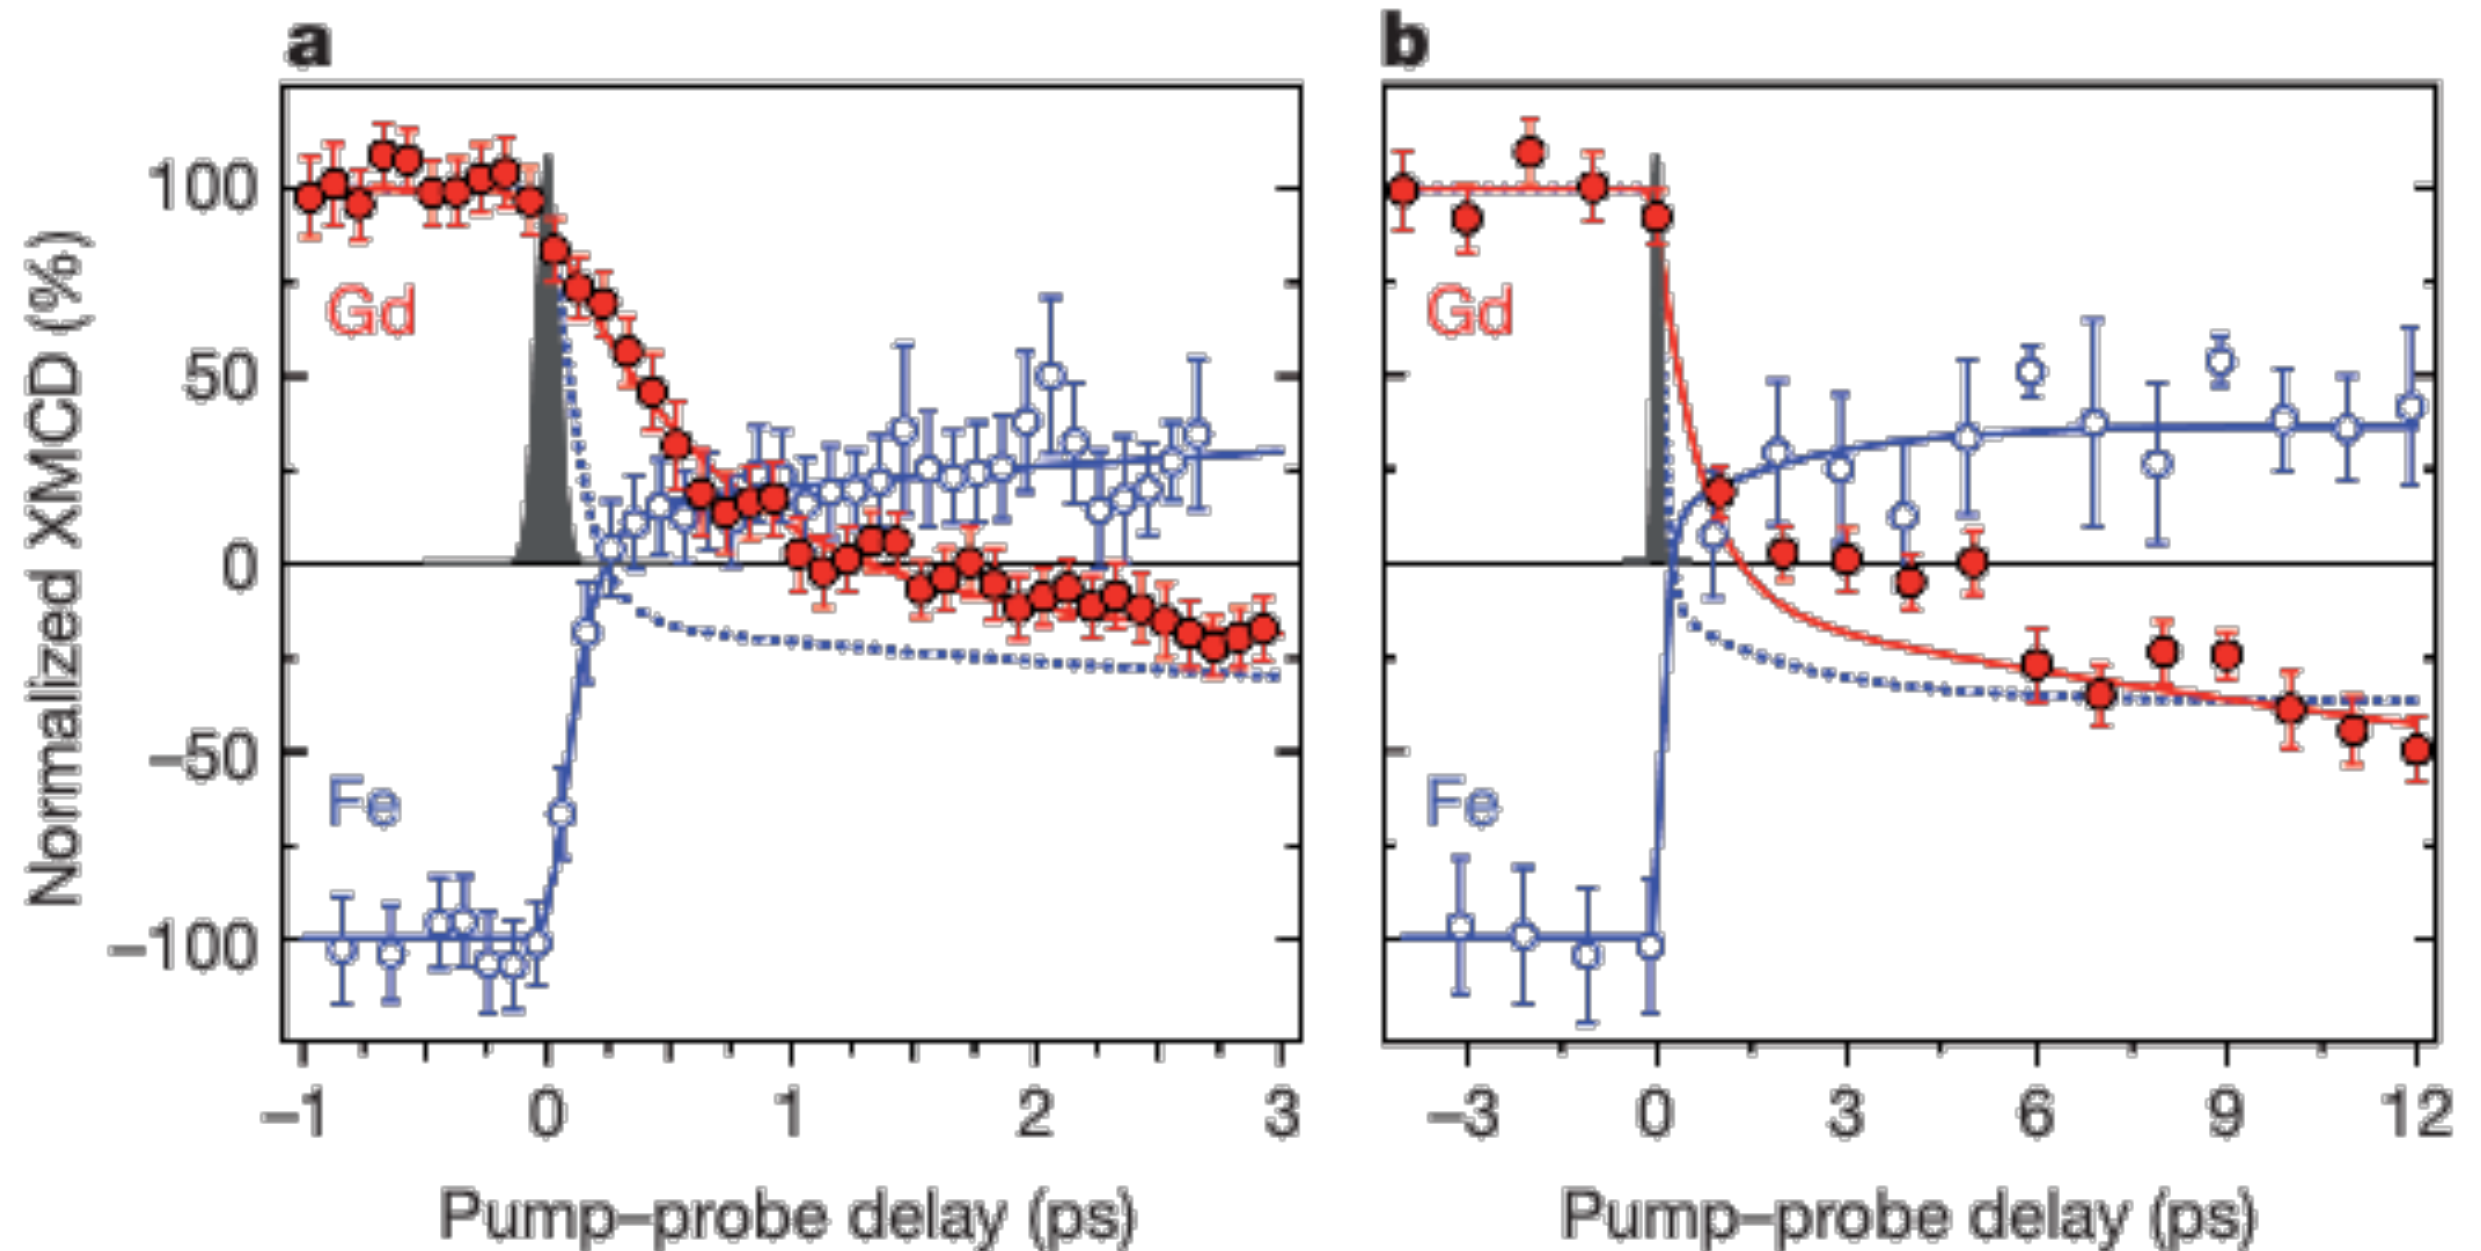 a
b
Normalized XMCD (%)
100
50
0
−50
−100
Gd
Fe
Gd
Fe
−1 0 1 2 3
−3 0 3 6 9 12
Pump–probe delay (ps)
Pump–probe delay (ps)